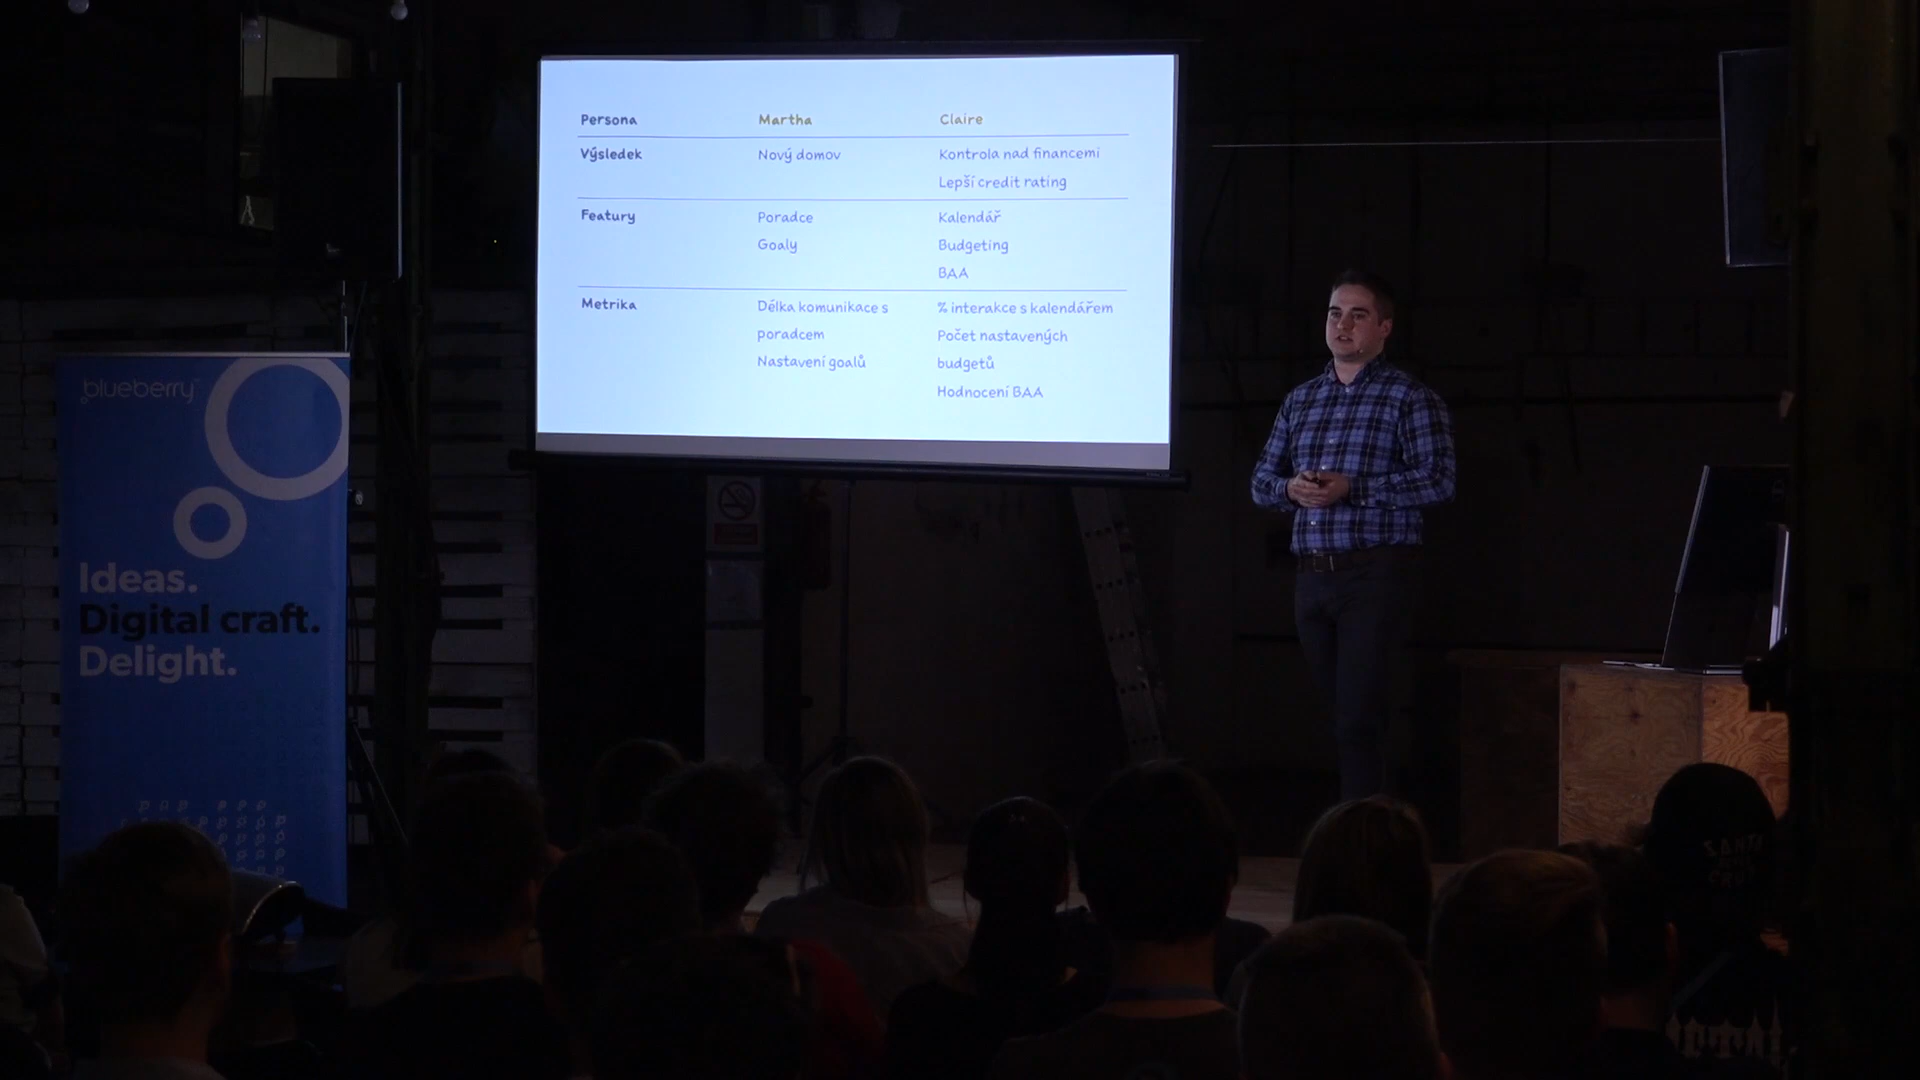 Persona Martha Claire
Výsledek Nový domov Kontrola nad financemi
Lepší credit rating
Featury Poradce Kalendář
Goaly Budgeting
BAA
Metrika Délka komunikace s % interakce s kalendářem
poradcem Počet nastavených
Nastavení goalů budgetů
Hodnocení BAA
blueberry
Ideas.
Digital craft.
Delight.